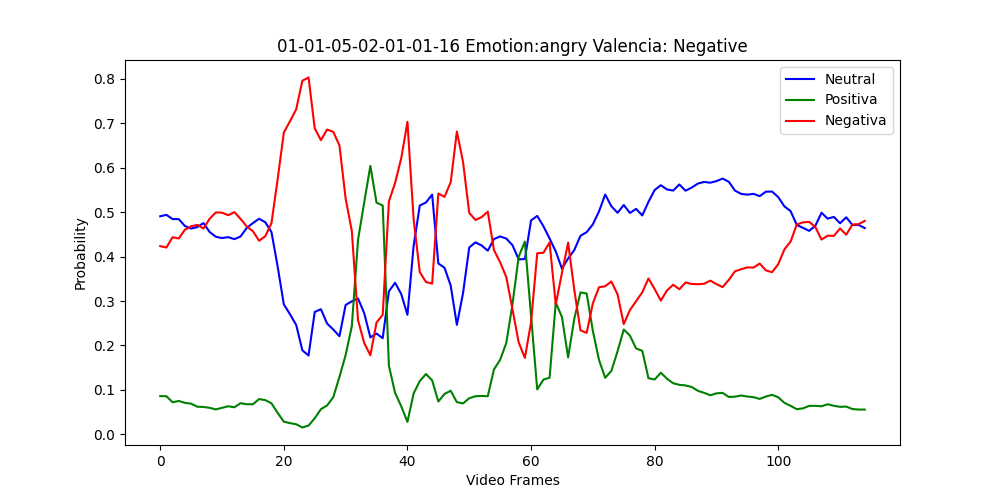 01-01-05-02-01-01-16 Emotion:angry Valencia: Negative
Neutral
Positiva
Negativa
Probability
0.8
0.7
0.6
0.5
0.4
0.3
0.2
0.1
0.0
0 20 40 60 80 100
Video Frames